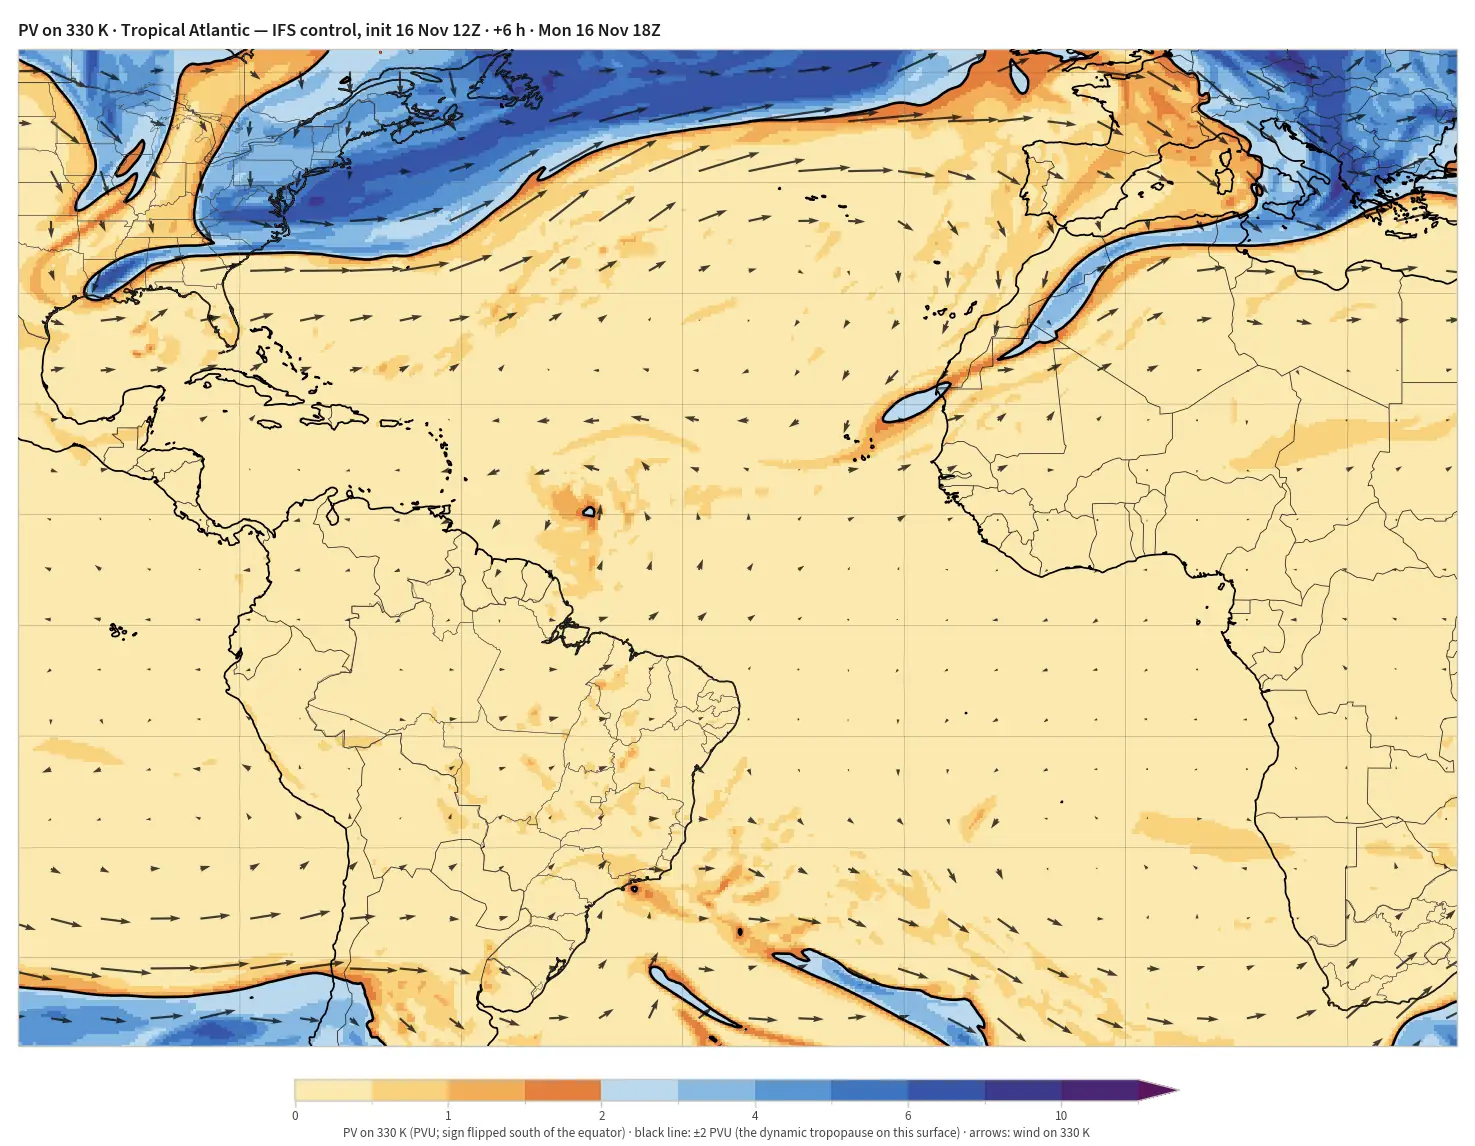 PV on 330 K · Tropical Atlantic — IFS control, init 16 Nov 12Z · +6 h · Mon 16 Nov 18Z
0 1 2 4 6 10
PV on 330 K (PVU; sign flipped south of the equator) · black line: ±2 PVU (the dynamic tropopause on this surface) · arrows: wind on 330 K